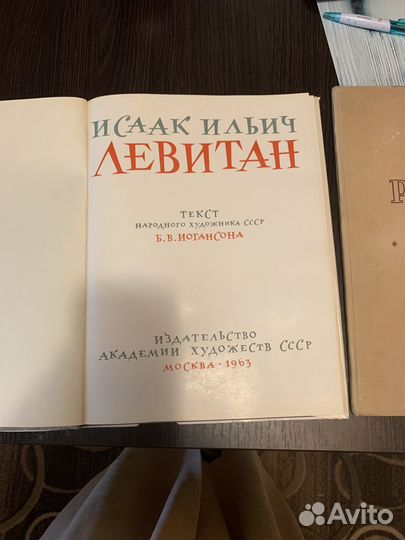 ИСААК ИЛЬИЧ
ЛЕВИТАН
ТЕКСТ
НАРОДНОГО ХУДОЖНИКА СССР
Б.В.ИОГАНСОНА
ИЗДАТЕЛЬСТВО
АКАДЕМИИ ХУДОЖЕСТВ СССР
МОСКВА · 1963
Avito